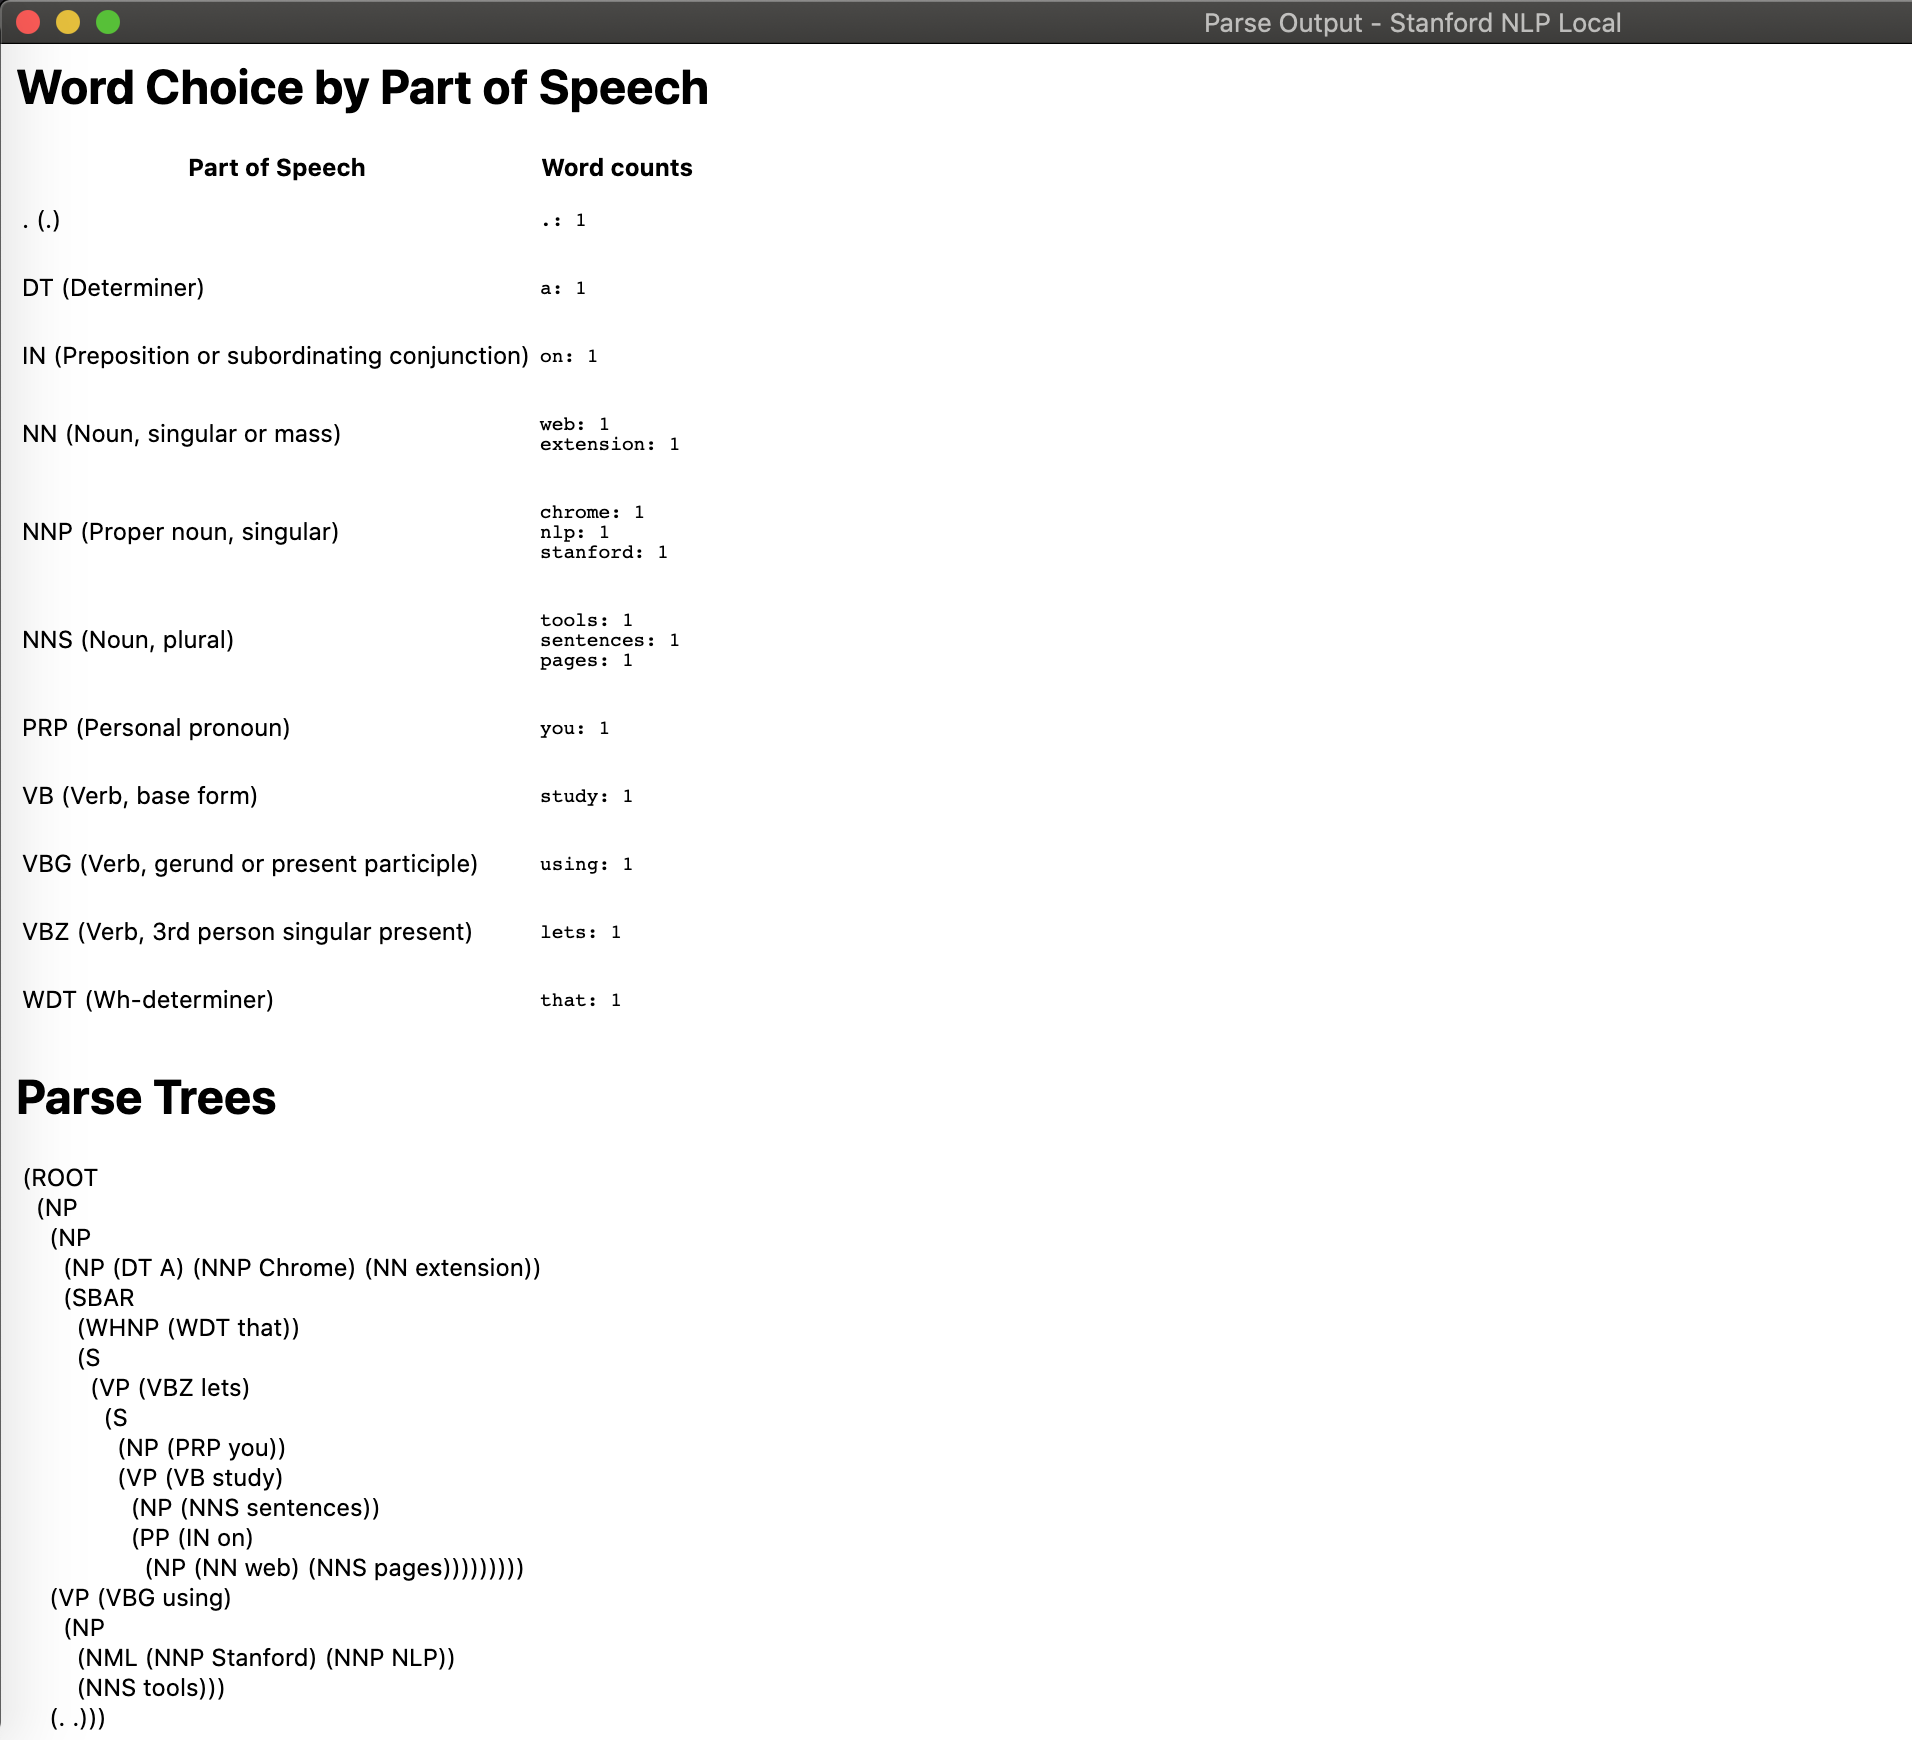 Parse Output - Stanford NLP Local
Word Choice by Part of Speech
Part of Speech Word counts
. (.) .: 1
DT (Determiner) a: 1
IN (Preposition or subordinating conjunction) on: 1
NN (Noun, singular or mass) web: 1
extension: 1
NNP (Proper noun, singular) chrome: 1
nlp: 1
stanford: 1
NNS (Noun, plural) tools: 1
sentences: 1
pages: 1
PRP (Personal pronoun) you: 1
VB (Verb, base form) study: 1
VBG (Verb, gerund or present participle) using: 1
VBZ (Verb, 3rd person singular present) lets: 1
WDT (Wh-determiner) that: 1
Parse Trees
(ROOT
(NP
(NP
(NP (DT A) (NNP Chrome) (NN extension))
(SBAR
(WHNP (WDT that))
(S
(VP (VBZ lets)
(S
(NP (PRP you))
(VP (VB study)
(NP (NNS sentences))
(PP (IN on)
(NP (NN web) (NNS pages)))))))))
(VP (VBG using)
(NP
(NML (NNP Stanford) (NNP NLP))
(NNS tools)))
(. .)))